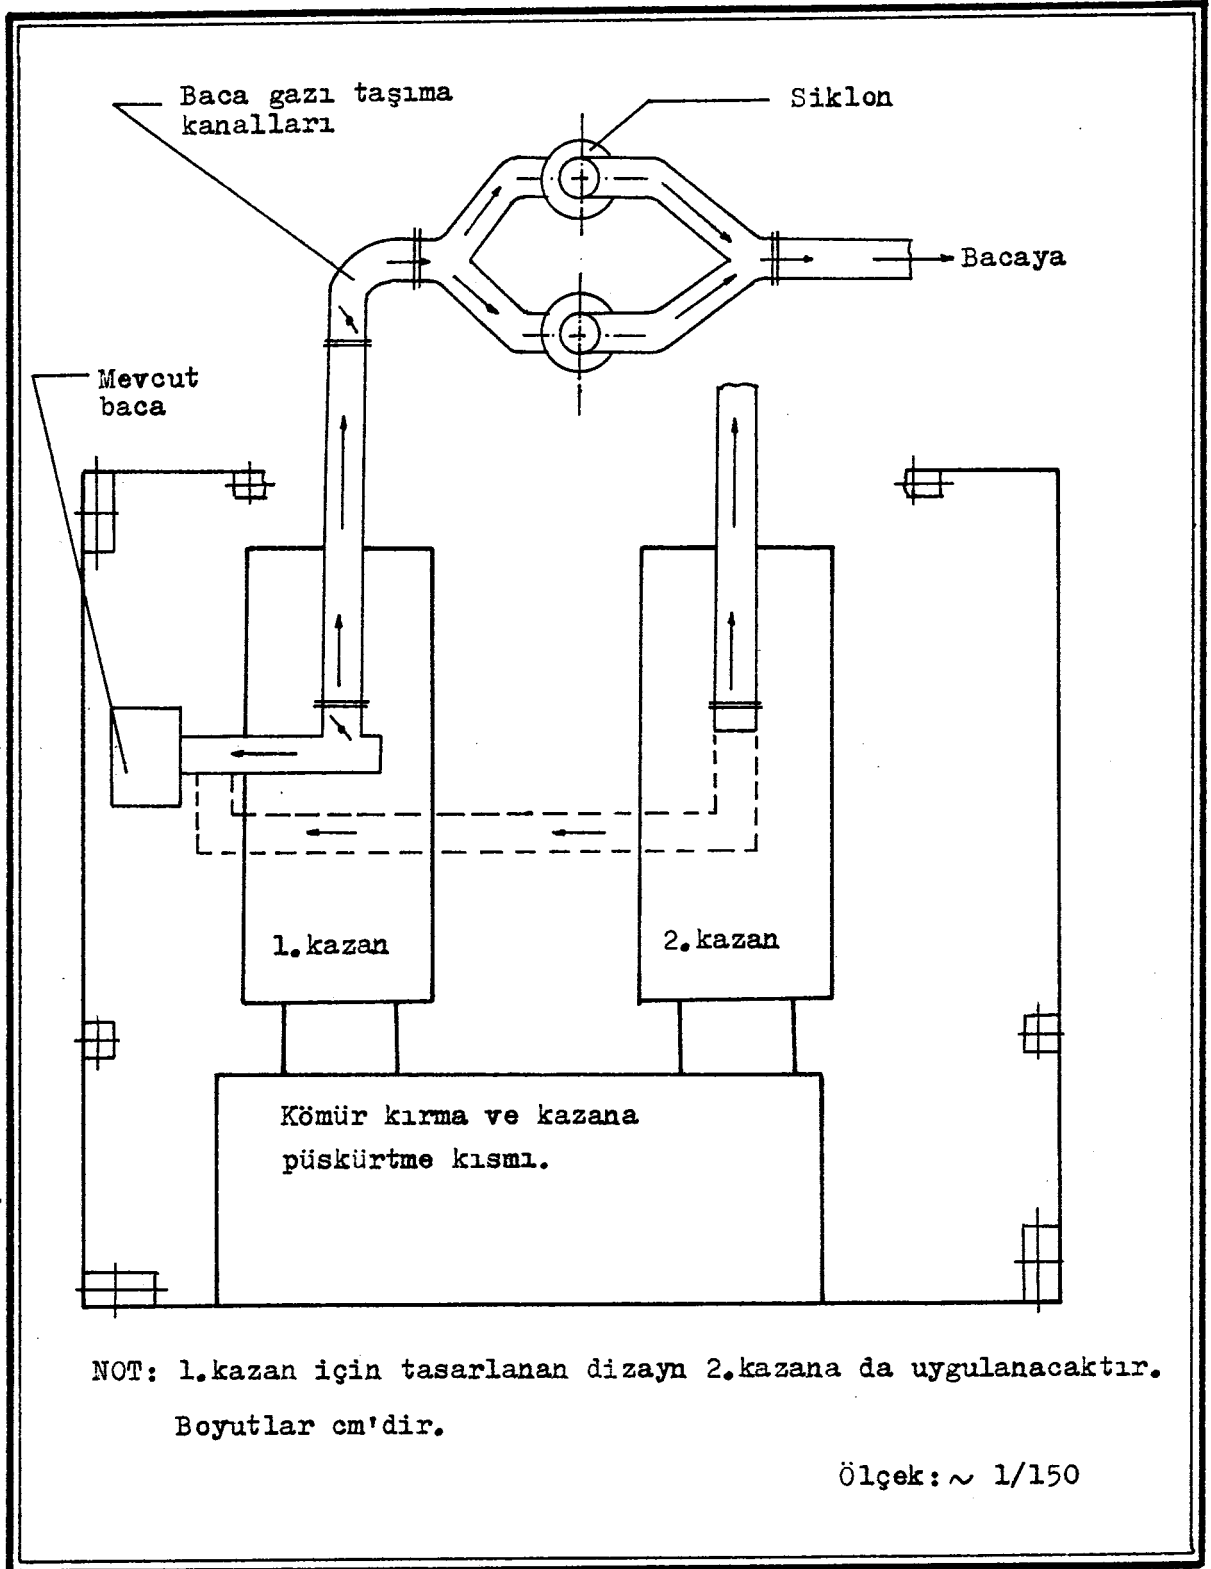 Baca gazı taşıma
kanalları
Siklon
Bacaya
Mevcut
baca
1.kazan
2.kazan
Kömür kırma ve kazana
püskürtme kısmı.
NOT: 1.kazan için tasarlanan dizayn 2.kazana da uygulanacaktır.
Boyutlar cm'dir.
Ölçek:~ 1/150